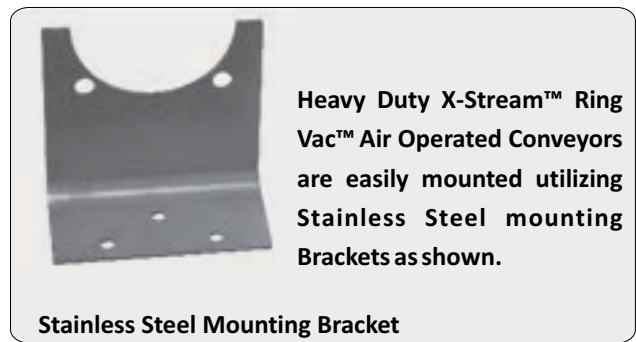 Heavy Duty X-Stream™ Ring
Vac™ Air Operated Conveyors
are easily mounted utilizing
Stainless Steel mounting
Brackets as shown.
Stainless Steel Mounting Bracket